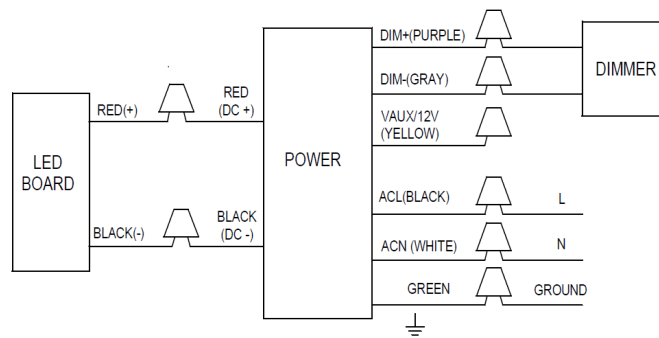 DIM+(PURPLE)
DIMMER
DIM-(GRAY)
RED
(DC +)
RED(+)
VAUX/12V
(YELLOW)
LED
BOARD
POWER
ACL(BLACK)
L
BLACK
(DC -)
BLACK(-)
ACN (WHITE)
N
GREEN
GROUND